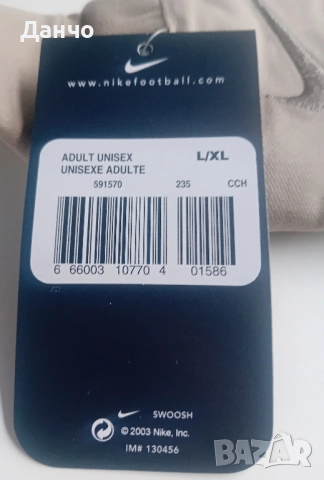 Данчо
www.nikefootball.com
ADULT UNISEX L/XL
UNISEXE ADULTE
591570 235 CCH
6 66003 10770 4 01586
SWOOSH
© 2003 Nike, Inc.
IM# 130456
BAZAR